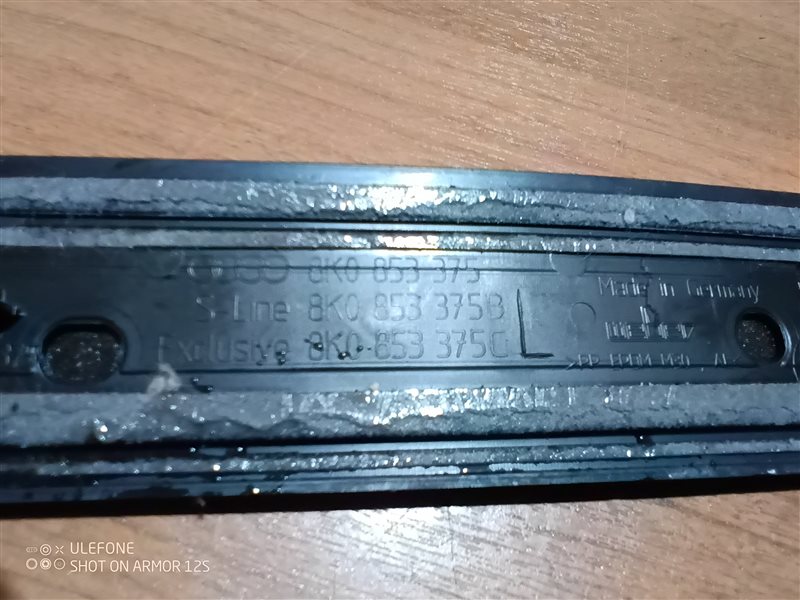 8K0 853 375
S-Line 8K0 853 375B
Exclusive 8K0 853 375C
L
Made in Germany
ULEFONE
SHOT ON ARMOR 12S